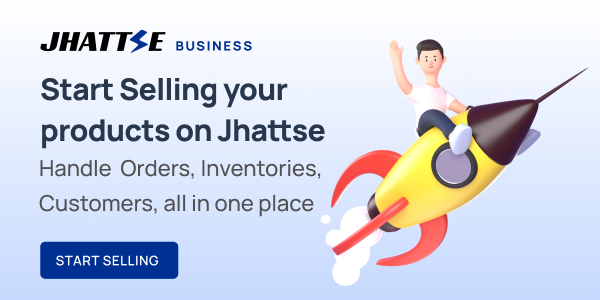 JHATTSE BUSINESS
Start Selling your
products on Jhattse
Handle Orders, Inventories,
Customers, all in one place
START SELLING